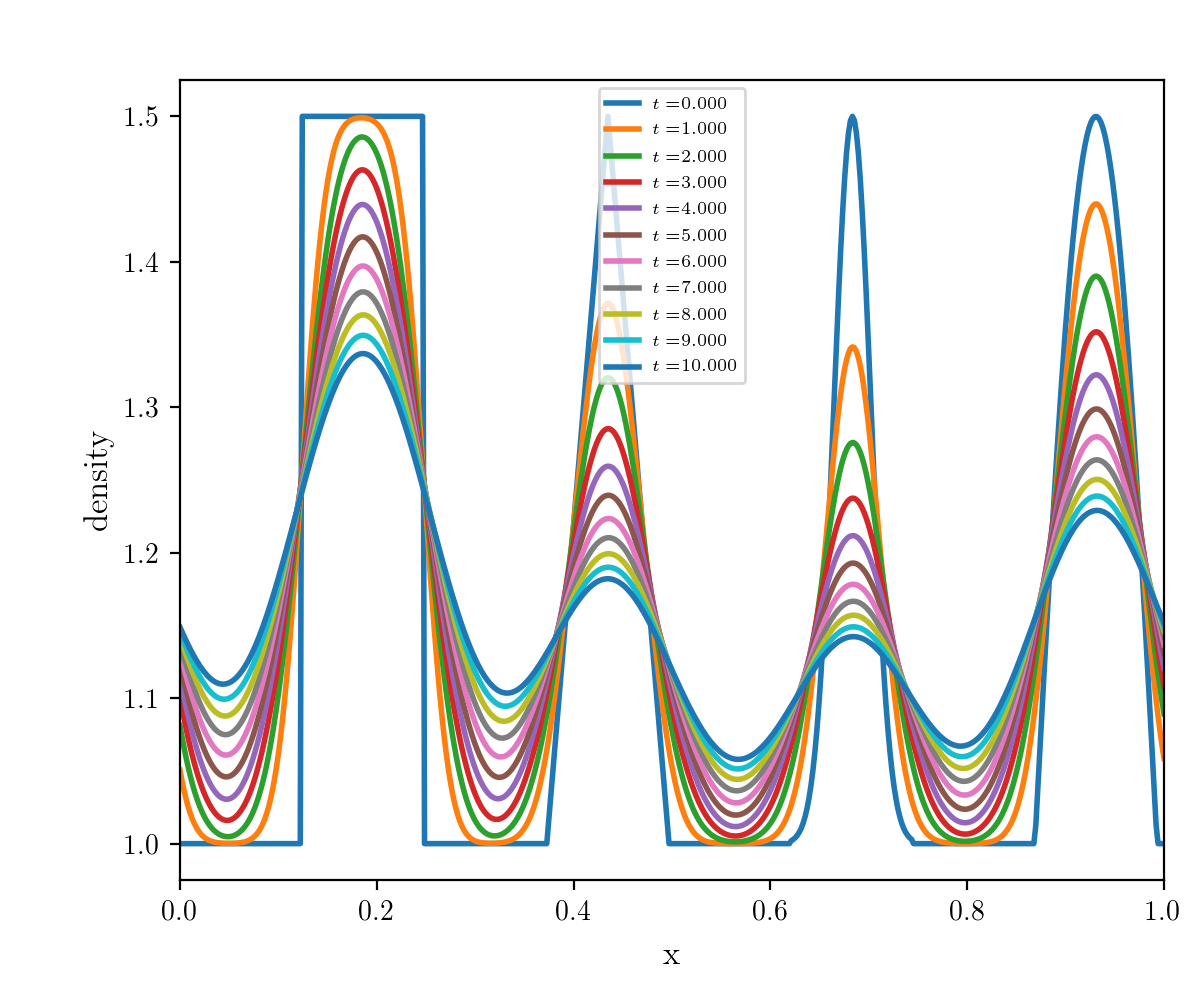 1.5
1.4
1.3
1.2
1.1
1.0
density
t =0.000
t =1.000
t =2.000
t =3.000
t =4.000
t =5.000
t =6.000
t =7.000
t =8.000
t =9.000
t =10.000
0.0 0.2 0.4 0.6 0.8 1.0
x